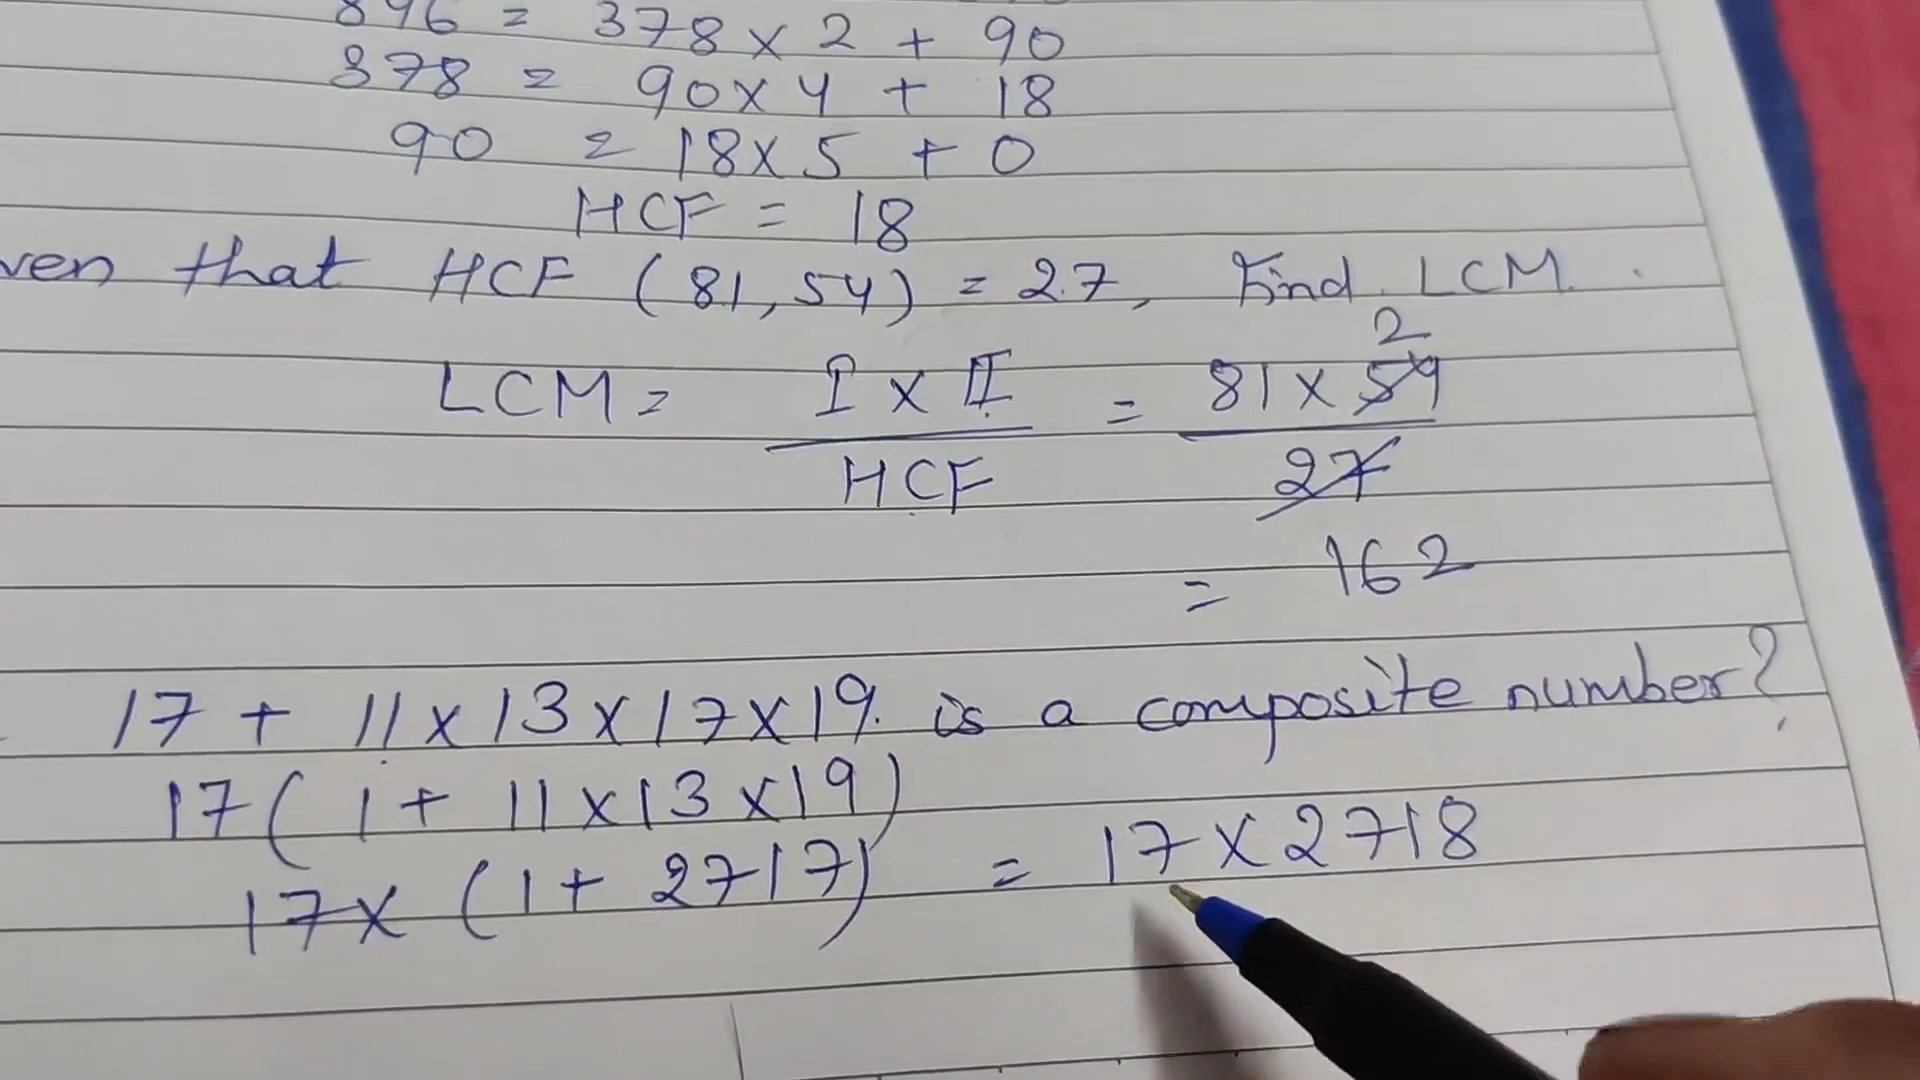 = 378 x 2 + 90
378 = 90 x 4 + 18
90 = 18 x 5 + 0
HCF = 18
that HCF (81, 54) = 27, Find LCM.
2
LCM = I x II = 81 x 54
HCF 27
= 162
17 + 11 x 13 x 17 x 19. is a composite number?
17 ( 1 + 11 x 13 x 19)
17 x (1 + 2717) = 17 x 2718